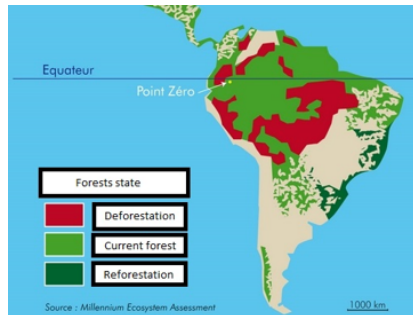 Equateur
Point Zéro
Forests state
Deforestation
Current forest
Reforestation
Source : Millennium Ecosystem Assessment
1000 km